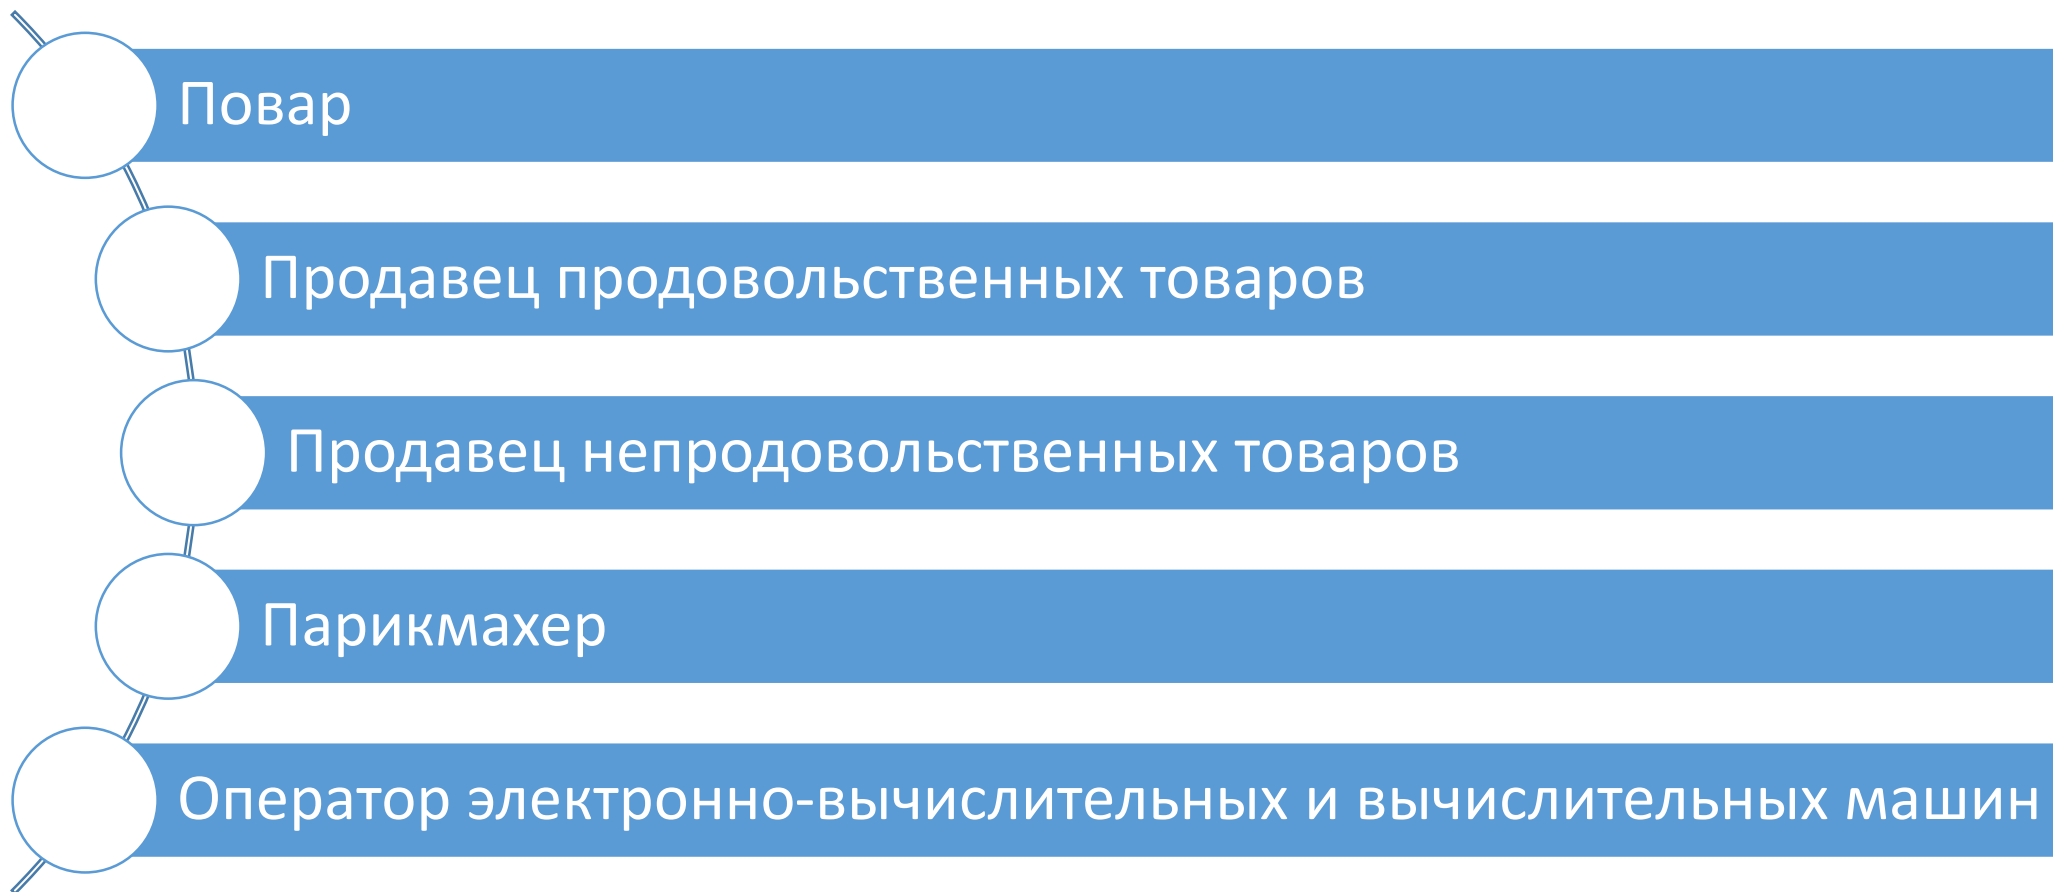 Повар
Продавец продовольственных товаров
Продавец непродовольственных товаров
Парикмахер
Оператор электронно-вычислительных и вычислительных машин